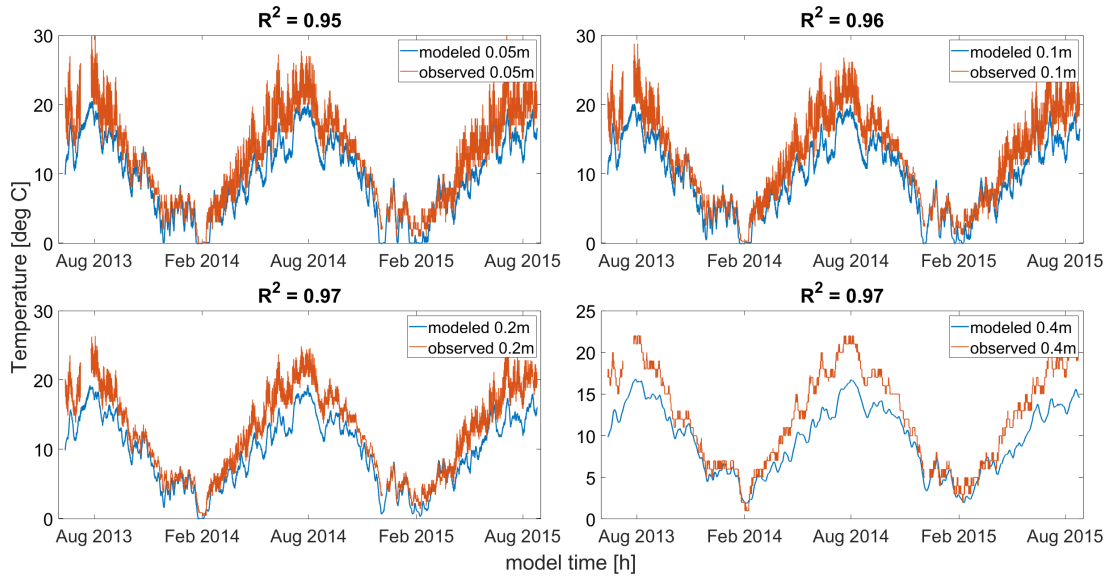 R² = 0.95
30
20
10
0
modeled 0.05m
observed 0.05m
Aug 2013 Feb 2014 Aug 2014 Feb 2015 Aug 2015
R² = 0.96
30
20
10
0
modeled 0.1m
observed 0.1m
Aug 2013 Feb 2014 Aug 2014 Feb 2015 Aug 2015
Temperature [deg C]
R² = 0.97
30
20
10
0
modeled 0.2m
observed 0.2m
Aug 2013 Feb 2014 Aug 2014 Feb 2015 Aug 2015
R² = 0.97
25
20
15
10
5
0
modeled 0.4m
observed 0.4m
Aug 2013 Feb 2014 Aug 2014 Feb 2015 Aug 2015
model time [h]